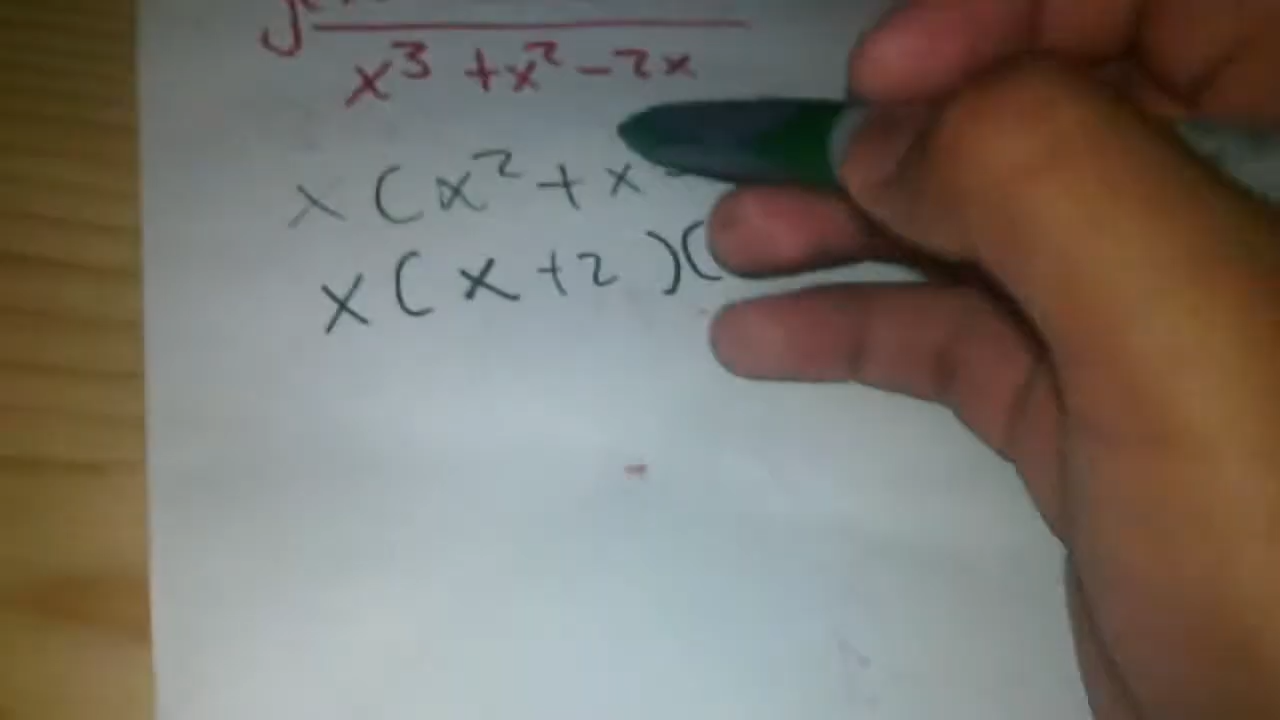 ∫
x³ + x² - 2x
x ( x² + x -
x ( x + 2 ) (